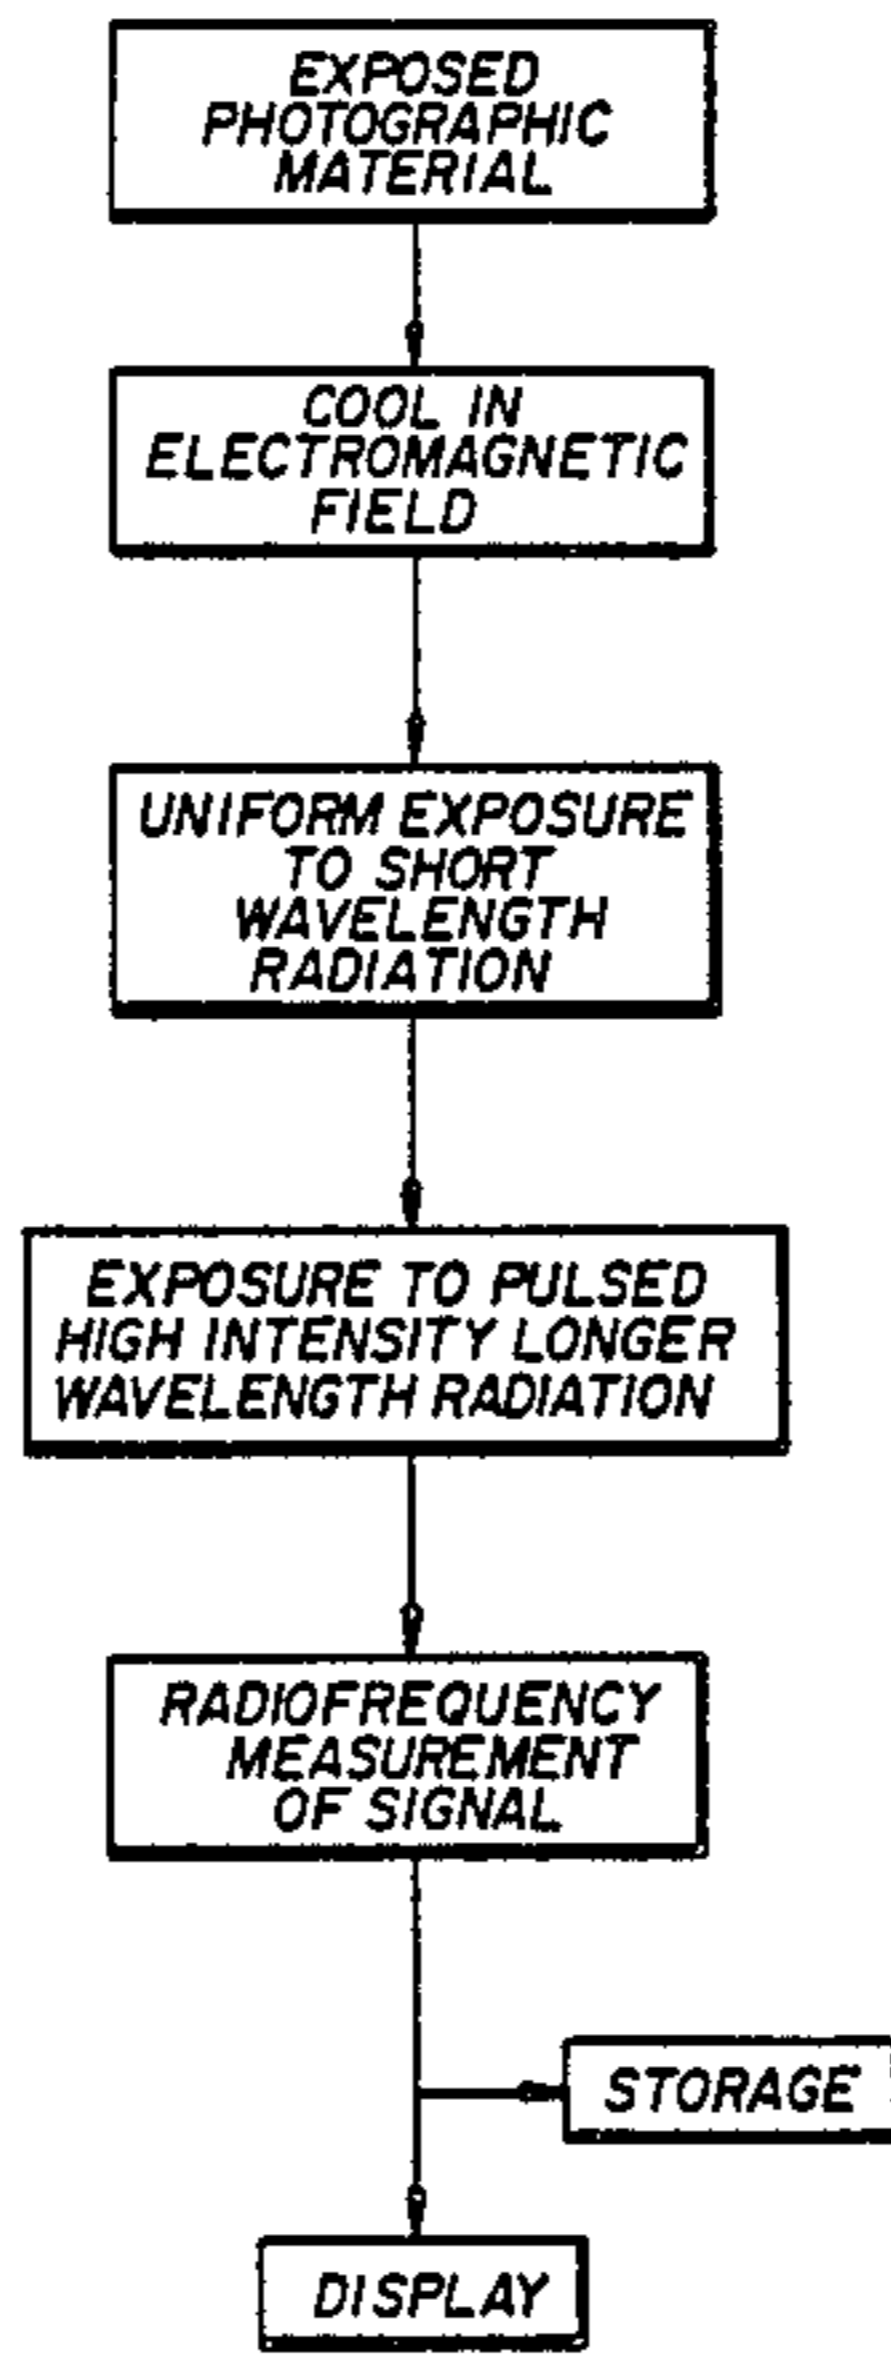 EXPOSED
PHOTOGRAPHIC
MATERIAL
COOL IN
ELECTROMAGNETIC
FIELD
UNIFORM EXPOSURE
TO SHORT
WAVELENGTH
RADIATION
EXPOSURE TO PULSED
HIGH INTENSITY LONGER
WAVELENGTH RADIATION
RADIOFREQUENCY
MEASUREMENT
OF SIGNAL
STORAGE
DISPLAY